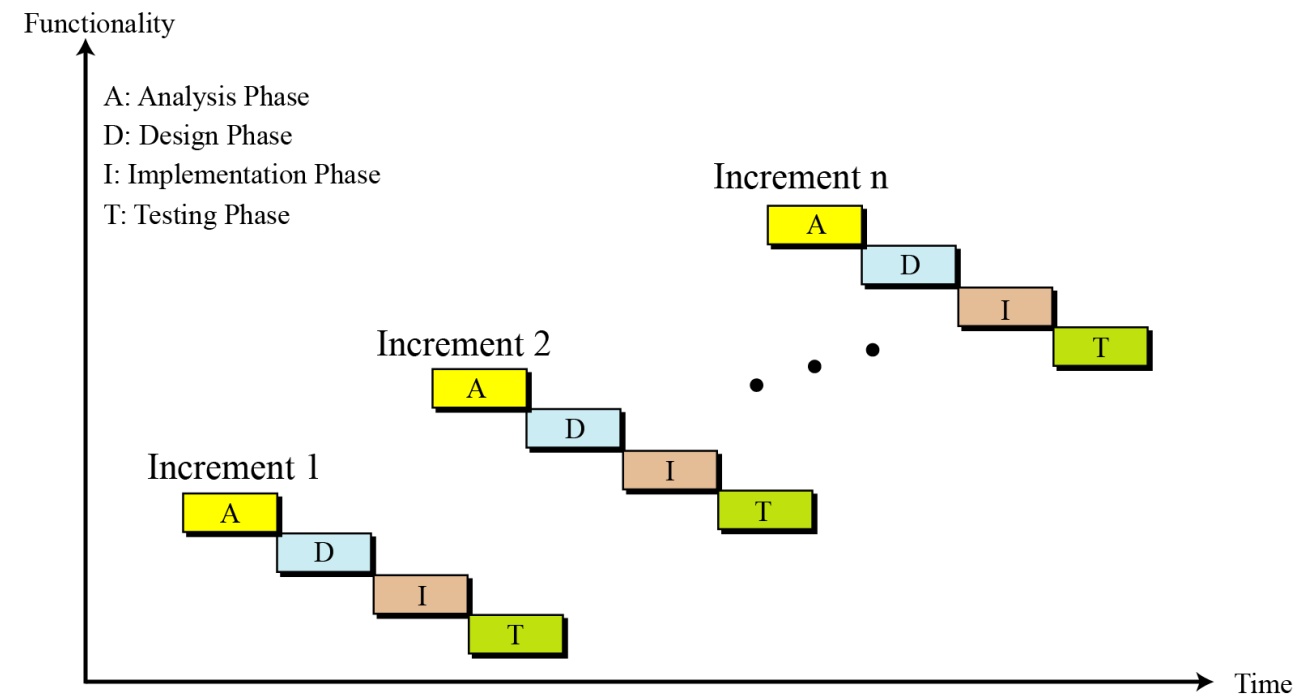 Functionality
A: Analysis Phase
D: Design Phase
I: Implementation Phase
T: Testing Phase
Increment n
A
D
I
T
Increment 2
A
D
I
T
Increment 1
A
D
I
T
Time